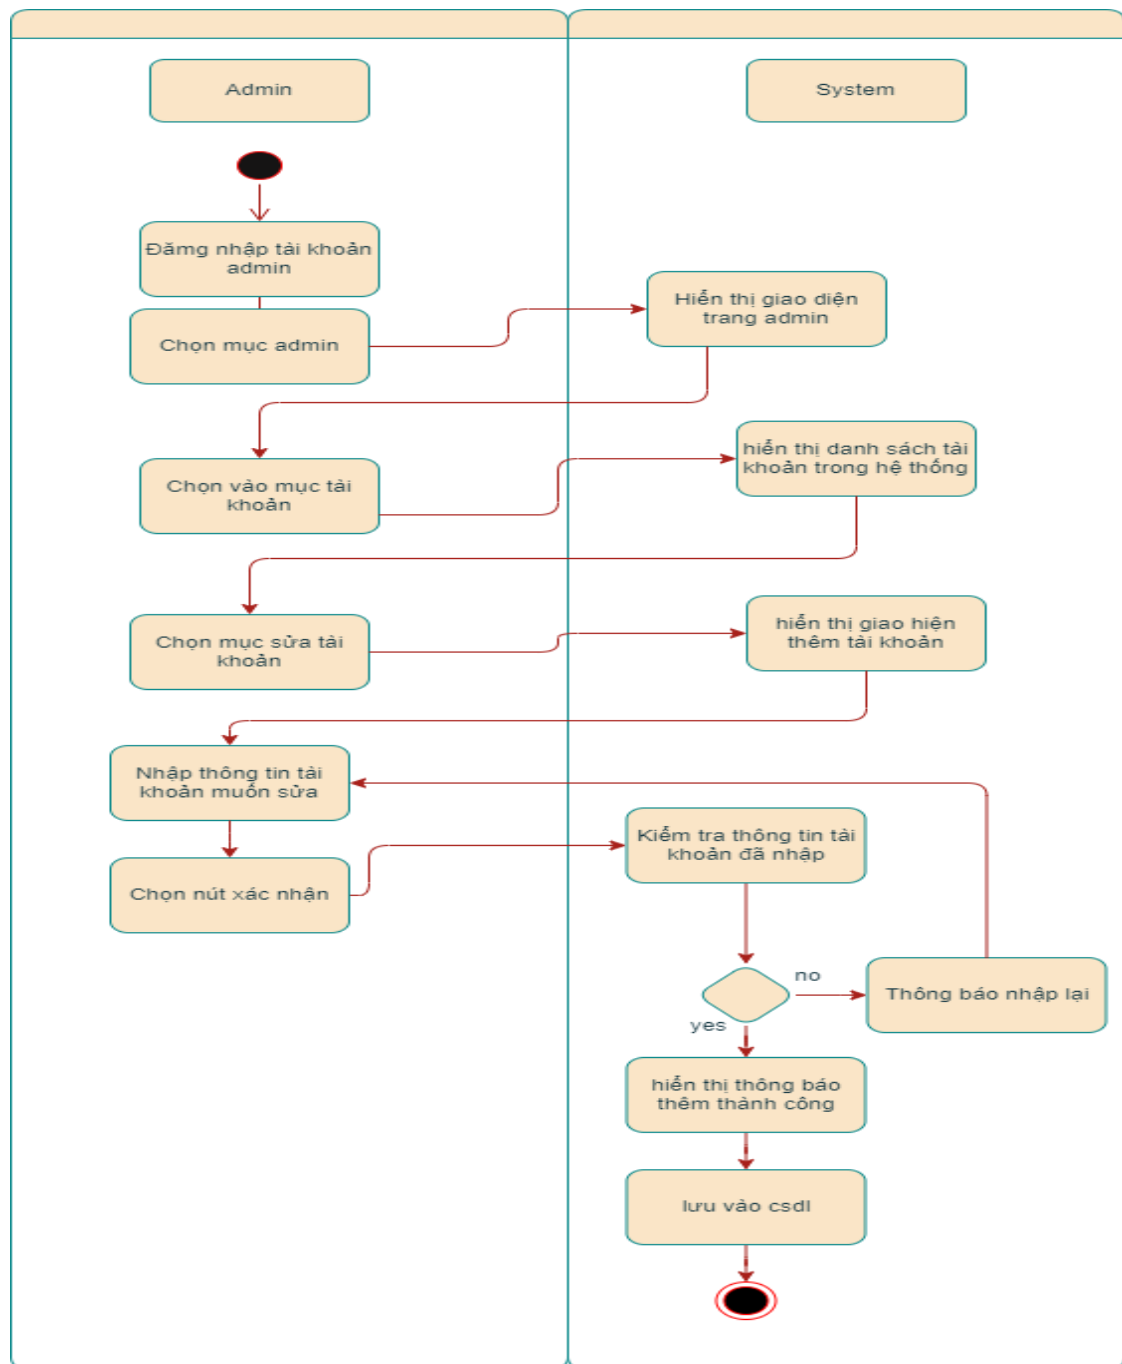 Admin
System
Đămg nhập tài khoản
admin
Chọn mục admin
Hiển thị giao diện
trang admin
Chọn vào mục tài
khoản
hiển thị danh sách tài
khoản trong hệ thống
Chọn mục sửa tài
khoản
hiển thị giao hiện
thêm tài khoản
Nhập thông tin tài
khoản muốn sửa
Chọn nút xác nhận
Kiểm tra thông tin tài
khoản đã nhập
no
Thông báo nhập lại
yes
hiển thị thông báo
thêm thành công
lưu vào csdl